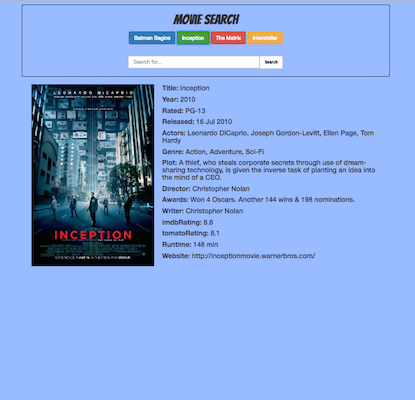 MOVIE SEARCH
Batman Begins Inception The Matrix Interstellar
Search for... Search
LEONARDO DICAPRIO
INCEPTION
Title: Inception
Year: 2010
Rated: PG-13
Released: 16 Jul 2010
Actors: Leonardo DiCaprio, Joseph Gordon-Levitt, Ellen Page, Tom
Hardy
Genre: Action, Adventure, Sci-Fi
Plot: A thief, who steals corporate secrets through use of dream-
sharing technology, is given the inverse task of planting an idea into
the mind of a CEO.
Director: Christopher Nolan
Awards: Won 4 Oscars. Another 144 wins & 198 nominations.
Writer: Christopher Nolan
imdbRating: 8.8
tomatoRating: 8.1
Runtime: 148 min
Website: http://inceptionmovie.warnerbros.com/